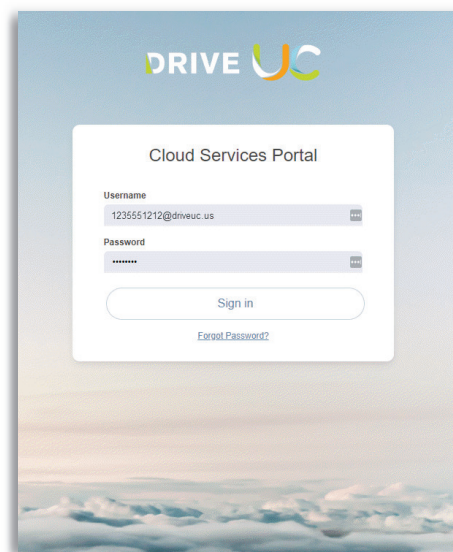 DRIVE UC
Cloud Services Portal
Username
1235551212@driveuc.us
Password
••••••••
Sign in
Forgot Password?